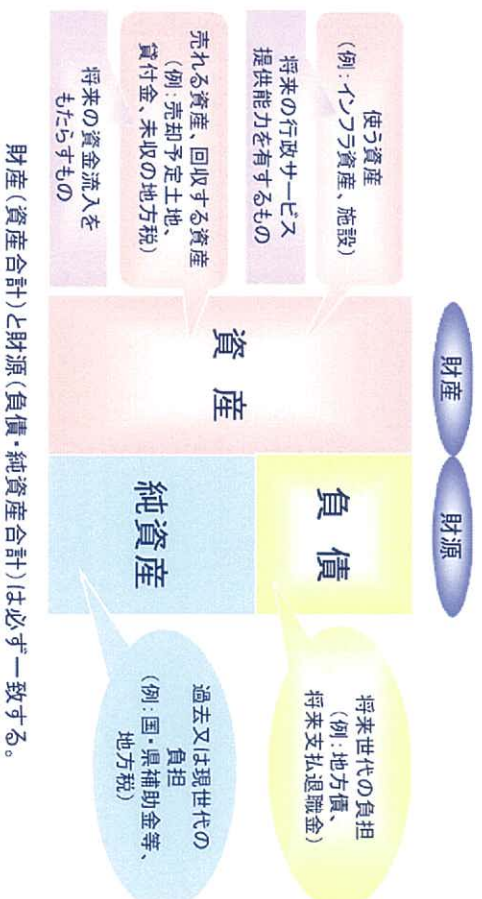 財産
財源
使う資産
（例：インフラ資産、施設）
将来の行政サービス
提供能力を有するもの
売れる資産、回収する資産
（例：売却予定土地、
貸付金、未収の地方税）
将来の資金流入を
もたらすもの
資産
負債
純資産
将来世代の負担
（例：地方債、
将来支払退職金）
過去又は現世代の
負担
（例：国・県補助金等、
地方税）
財産（資産合計）と財源（負債・純資産合計）は必ず一致する。